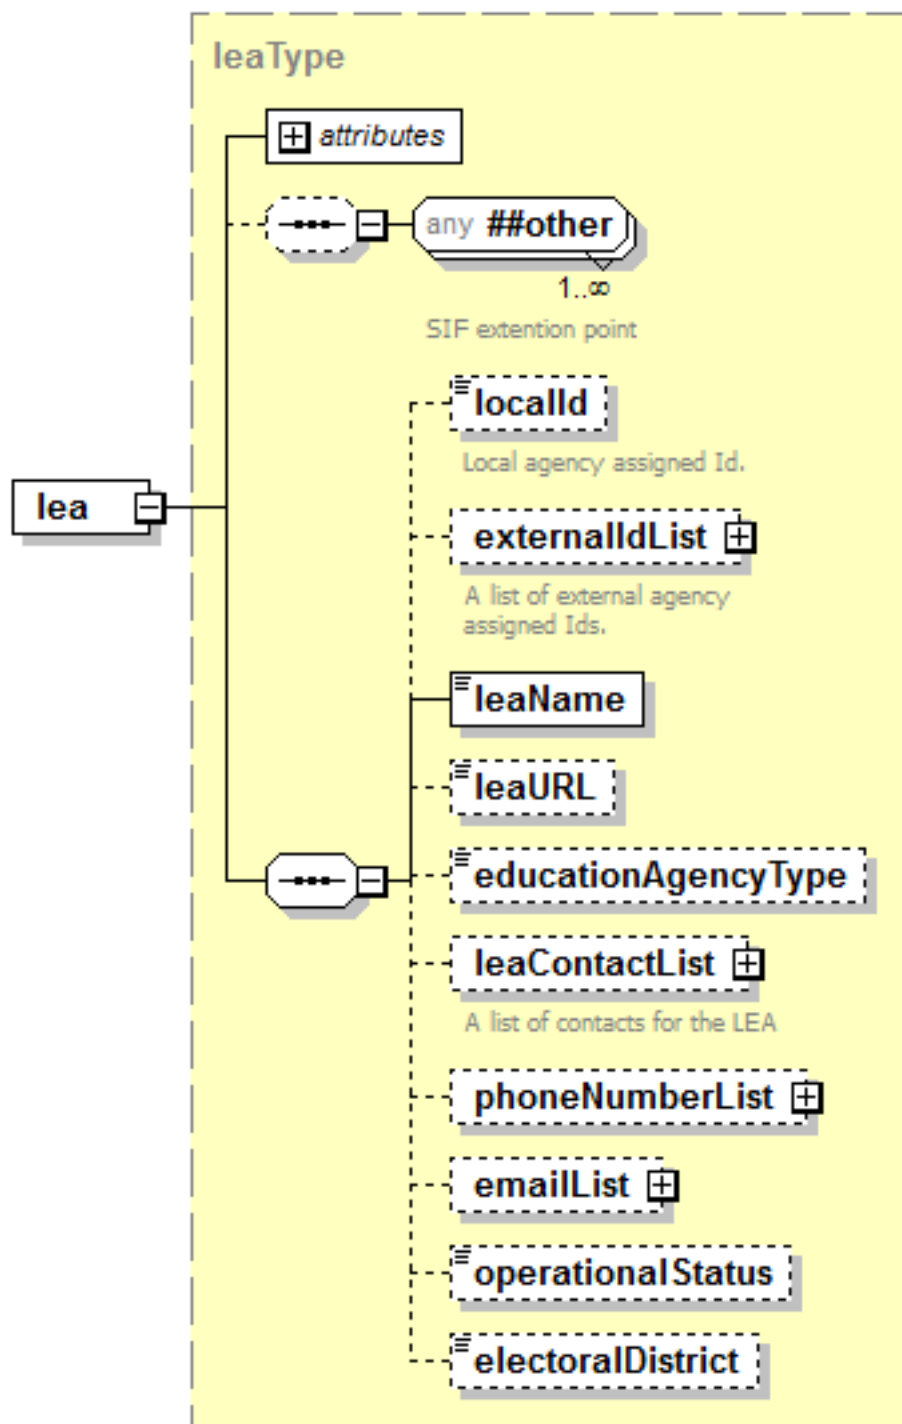 leaType
attributes
any ##other
1..∞
SIF extention point
localId
Local agency assigned Id.
lea
externalIdList
A list of external agency
assigned Ids.
leaName
leaURL
educationAgencyType
leaContactList
A list of contacts for the LEA
phoneNumberList
emailList
operationalStatus
electoralDistrict